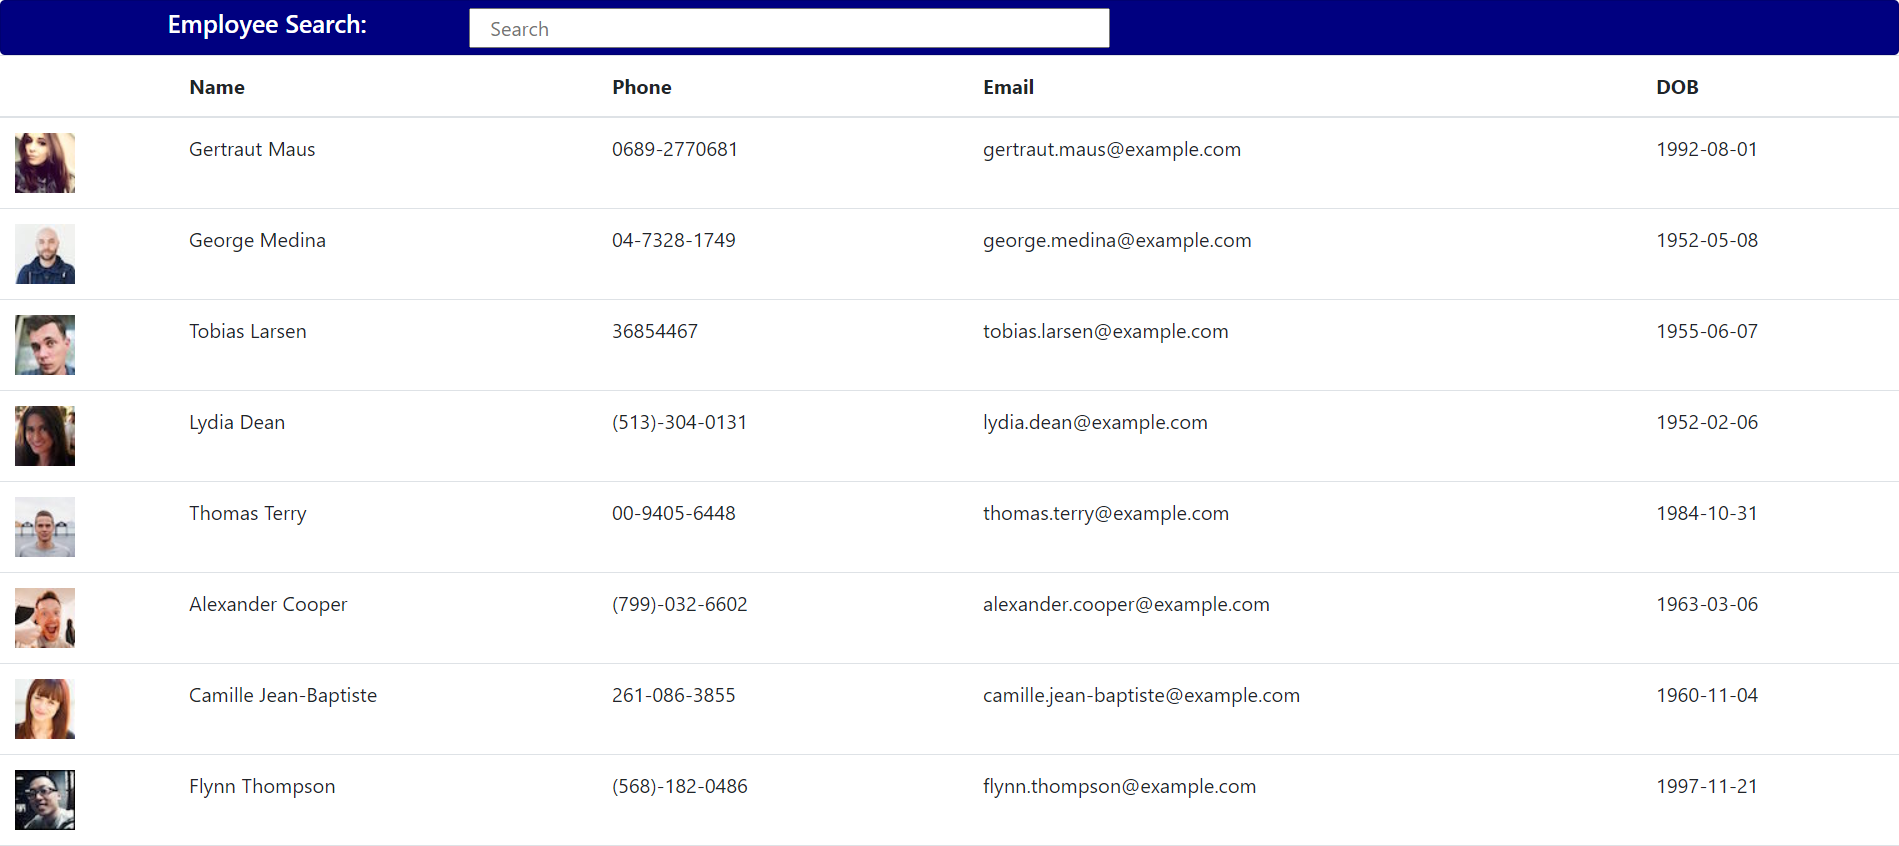 Employee Search: Search
Name Phone Email DOB
Gertraut Maus 0689-2770681 gertraut.maus@example.com 1992-08-01
George Medina 04-7328-1749 george.medina@example.com 1952-05-08
Tobias Larsen 36854467 tobias.larsen@example.com 1955-06-07
Lydia Dean (513)-304-0131 lydia.dean@example.com 1952-02-06
Thomas Terry 00-9405-6448 thomas.terry@example.com 1984-10-31
Alexander Cooper (799)-032-6602 alexander.cooper@example.com 1963-03-06
Camille Jean-Baptiste 261-086-3855 camille.jean-baptiste@example.com 1960-11-04
Flynn Thompson (568)-182-0486 flynn.thompson@example.com 1997-11-21